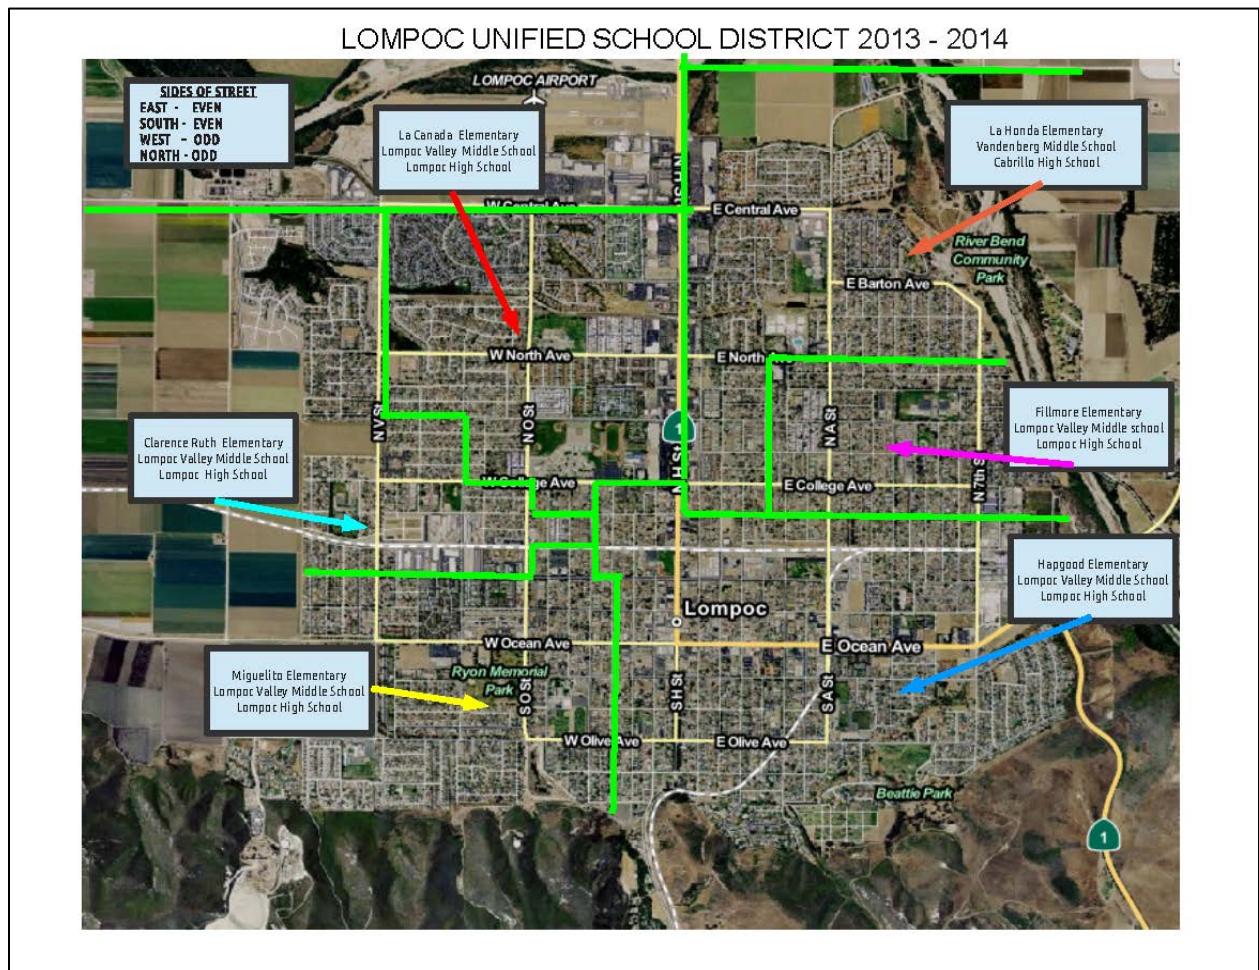 LOMPOC UNIFIED SCHOOL DISTRICT 2013 - 2014
LOMPOC AIRPORT
SIDES OF STREET
EAST - EVEN
SOUTH - EVEN
WEST - ODD
NORTH - ODD
La Canada Elementary
Lompoc Valley Middle School
Lompoc High School
La Honda Elementary
Vandenberg Middle School
Cabrillo High School
N H St
W Central Ave
E Central Ave
River Bend
Community
Park
E Barton Ave
W North Ave
E North Ave
N V St
N O St
1
N H St
N A St
N 7th St
Fillmore Elementary
Lompoc Valley Middle school
Lompoc High School
Clarence Ruth Elementary
Lompoc Valley Middle School
Lompoc High School
W College Ave
E College Ave
Hapgood Elementary
Lompoc Valley Middle School
Lompoc High School
Lompoc
W Ocean Ave
E Ocean Ave
Miguelito Elementary
Lompoc Valley Middle School
Lompoc High School
Ryon Memorial
Park
S O St
S H St
S A St
W Olive Ave
E Olive Ave
Beattie Park
1